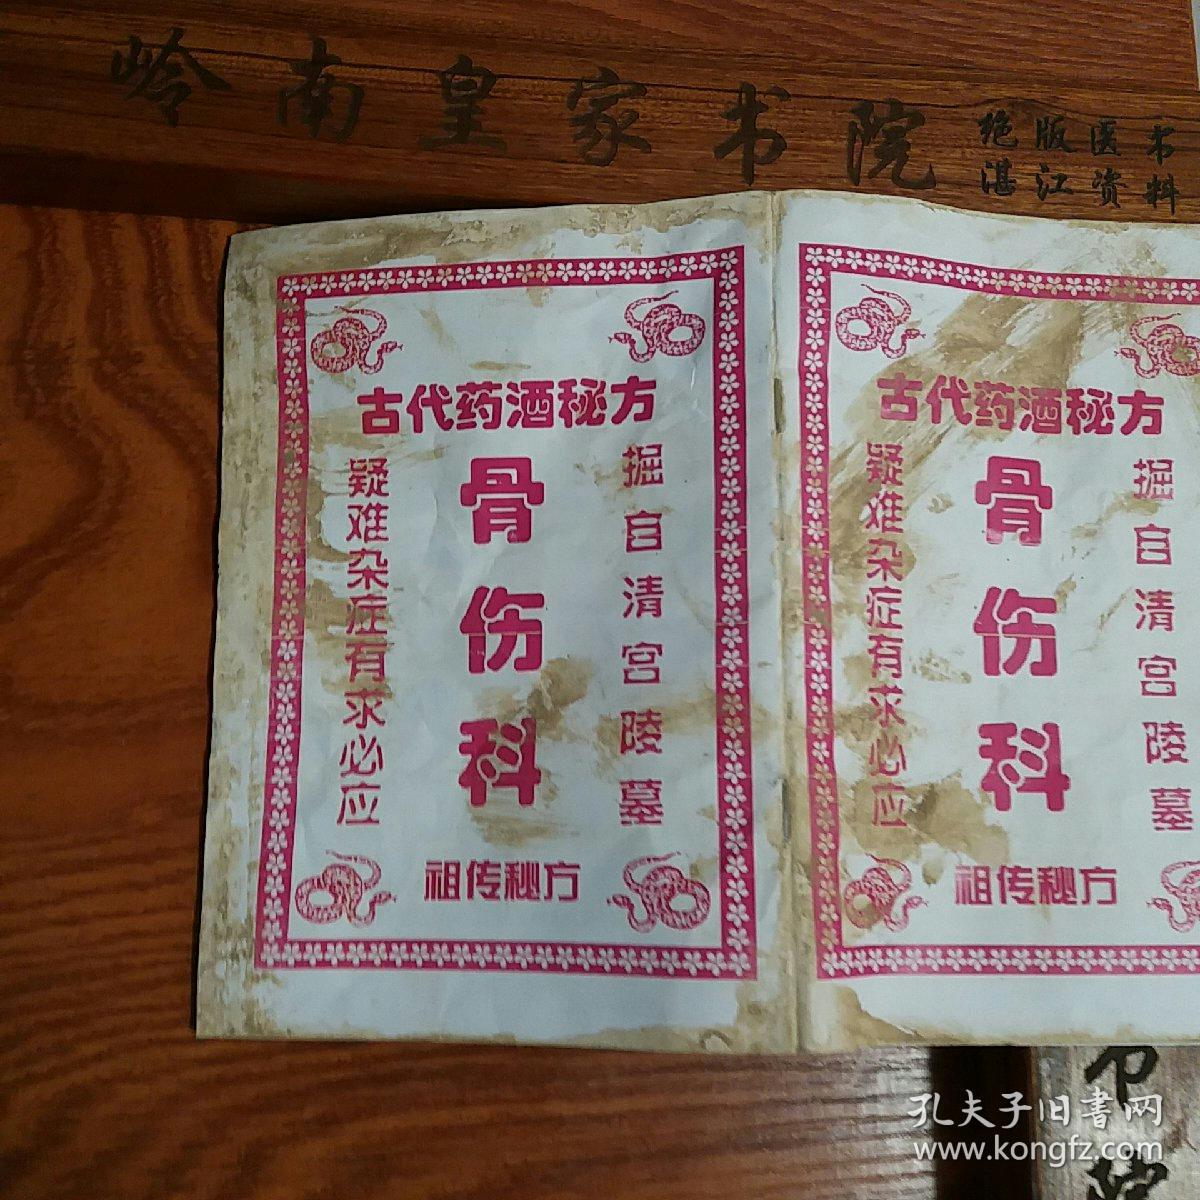 岭南皇家书院
绝版医书
湛江资料
古代药酒秘方
掘自清宫陵墓
骨伤科
疑难杂症有求必应
祖传秘方
古代药酒秘方
掘自清宫陵墓
骨伤科
疑难杂症有求必应
祖传秘方
孔夫子旧书网
www.kongfz.com